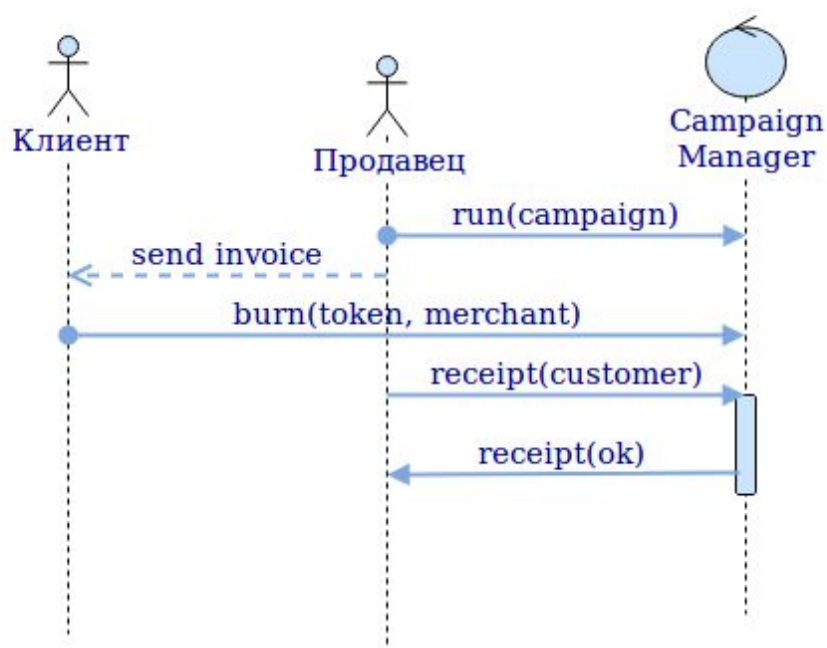 Клиент
Продавец
Campaign
Manager
run(campaign)
send invoice
burn(token, merchant)
receipt(customer)
receipt(ok)